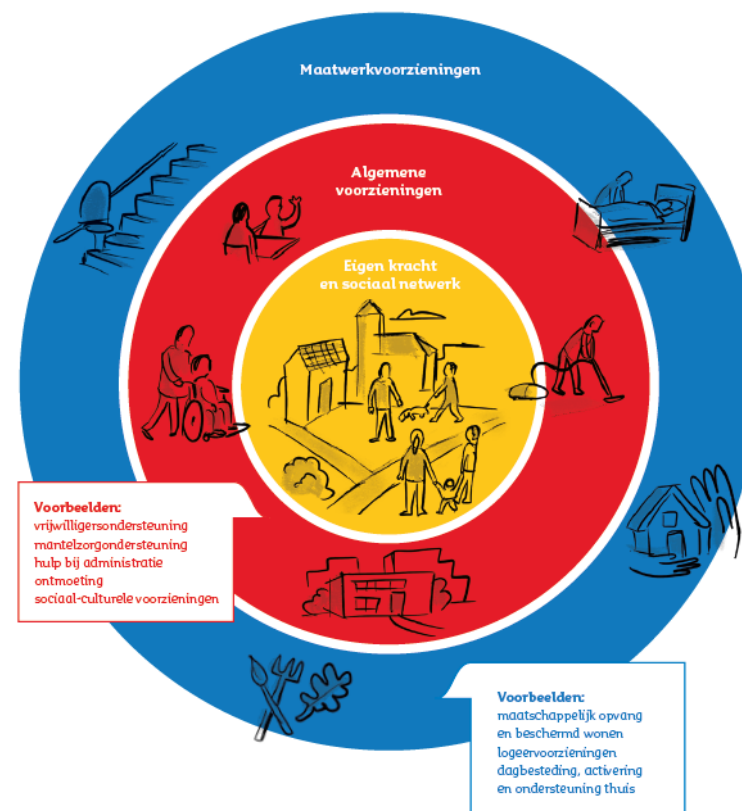 Maatwerkvoorzieningen
Algemene
voorzieningen
Eigen kracht
en sociaal netwerk
Voorbeelden:
vrijwilligersondersteuning
mantelzorgondersteuning
hulp bij administratie
ontmoeting
sociaal-culturele voorzieningen
Voorbeelden:
maatschappelijk opvang
en beschermd wonen
logeervoorzieningen
dagbesteding, activering
en ondersteuning thuis